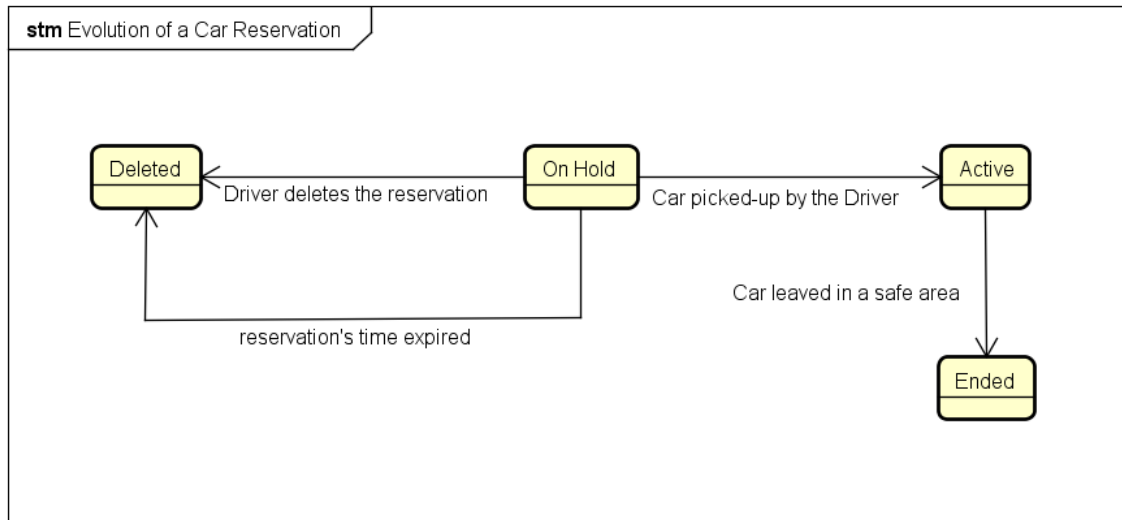 stm Evolution of a Car Reservation
Deleted
On Hold
Active
Driver deletes the reservation
Car picked-up by the Driver
Car leaved in a safe area
reservation's time expired
Ended